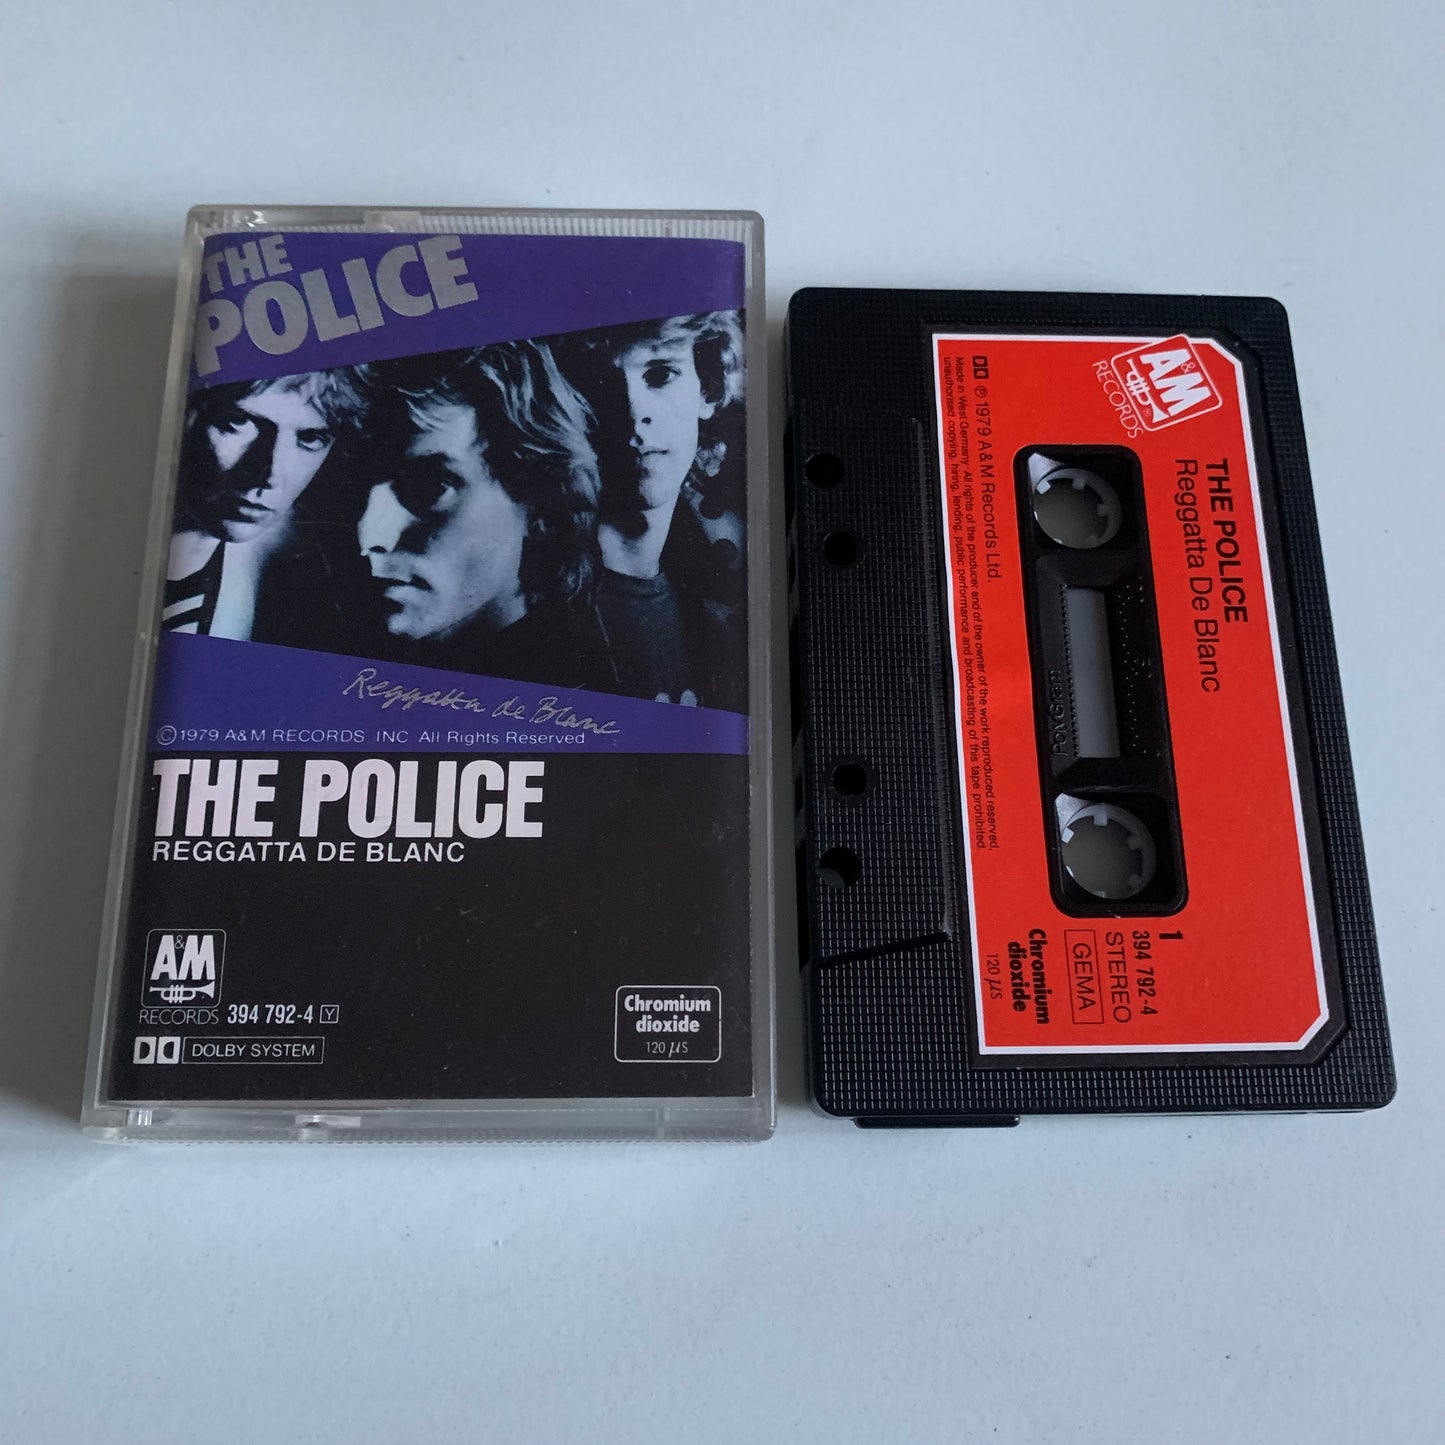 THE
POLICE
Reggatta de Blanc
©1979 A&M RECORDS INC All Rights Reserved
THE POLICE
REGGATTA DE BLANC
A&M
RECORDS 394 792-4 Y
DOLBY SYSTEM
Chromium
dioxide
120 µs
A&M
RECORDS
THE POLICE
Reggatta De Blanc
℗ 1979 A&M Records Ltd.
Made in West Germany · All rights of the producer and of the owner of the work reproduced reserved,
unauthorised copying, hiring, lending, public performance and broadcasting of this tape prohibited.
PolyGram
1
394 792-4
STEREO
GEMA
Chromium
dioxide
120 µs